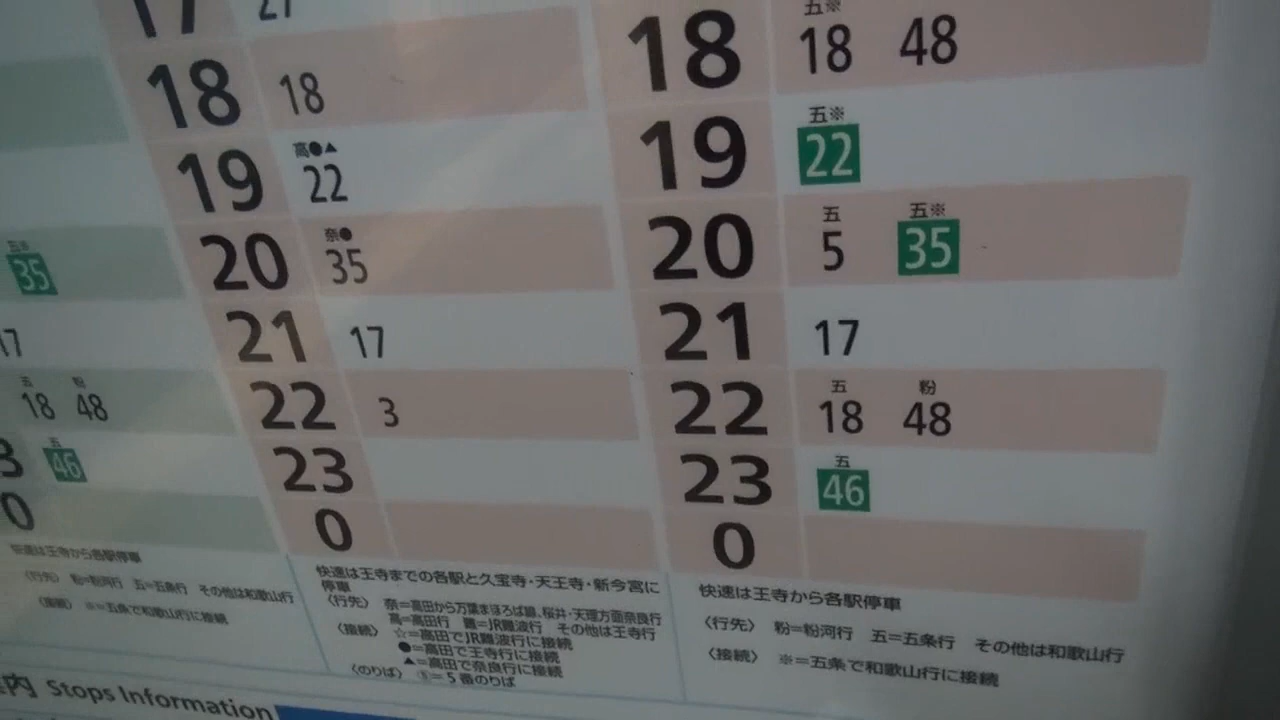 17 27
18 18
19 高●▲ 22
20 奈● 35
21 17
22 3
23
0
快速は王寺までの各駅と久宝寺・天王寺・新今宮に
停車
〈行先〉 奈=高田から万葉まほろば線、桜井・天理方面奈良行
高=高田行 難=JR難波行 その他は王寺行
〈接続〉 ☆=高田でJR難波行に接続
●=高田で王寺行に接続
▲=高田で奈良行に接続
〈のりば〉 ⑤=5番のりば
18 五※ 18 48
19 五※ 22
20 五 5 五※ 35
21 17
22 五 18 粉 48
23 五 46
0
快速は王寺から各駅停車
〈行先〉 粉=粉河行 五=五条行 その他は和歌山行
〈接続〉 ※=五条で和歌山行に接続
五※ 35
17
五 18 粉 48
3 五 46
0
快速は王寺から各駅停車
〈行先〉 粉=粉河行 五=五条行 その他は和歌山行
〈接続〉 ※=五条で和歌山行に接続
内 Stops Information